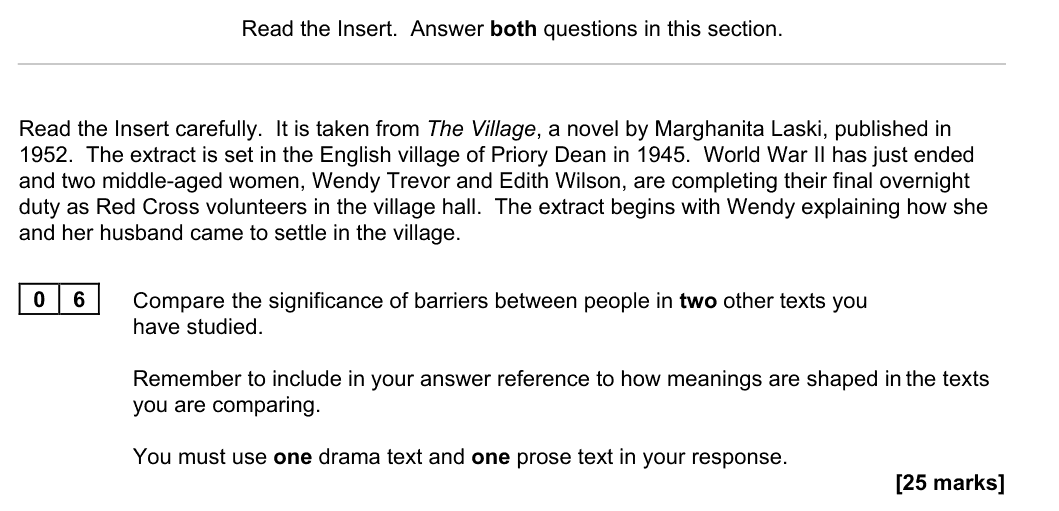 Read the Insert.  Answer both questions in this section.
Read the Insert carefully.  It is taken from The Village, a novel by Marghanita Laski, published in
1952.  The extract is set in the English village of Priory Dean in 1945.  World War II has just ended
and two middle-aged women, Wendy Trevor and Edith Wilson, are completing their final overnight
duty as Red Cross volunteers in the village hall.  The extract begins with Wendy explaining how she
and her husband came to settle in the village.
0 6 Compare the significance of barriers between people in two other texts you
have studied.
Remember to include in your answer reference to how meanings are shaped in the texts
you are comparing.
You must use one drama text and one prose text in your response.
[25 marks]